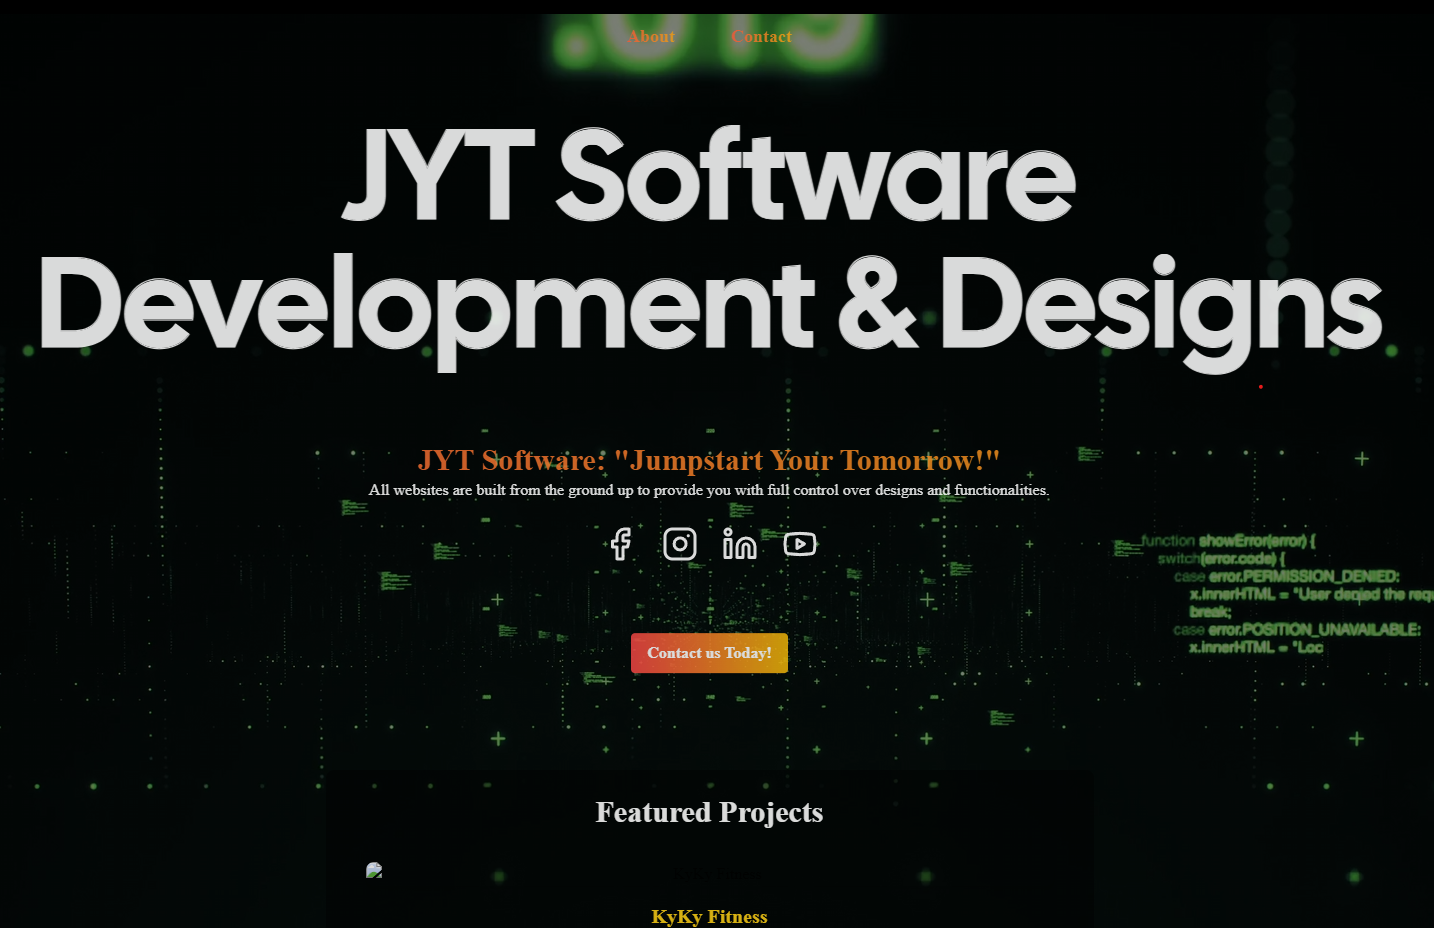 .019
About Contact
JYT Software
Development & Designs
JYT Software: "Jumpstart Your Tomorrow!"
All websites are built from the ground up to provide you with full control over designs and functionalities.
function showError(error) {
switch(error.code) {
case error.PERMISSION_DENIED:
x.innerHTML = "User denied the requ
break;
case error.POSITION_UNAVAILABLE:
x.innerHTML = "Loc
Contact us Today!
Featured Projects
KyKy Fitness